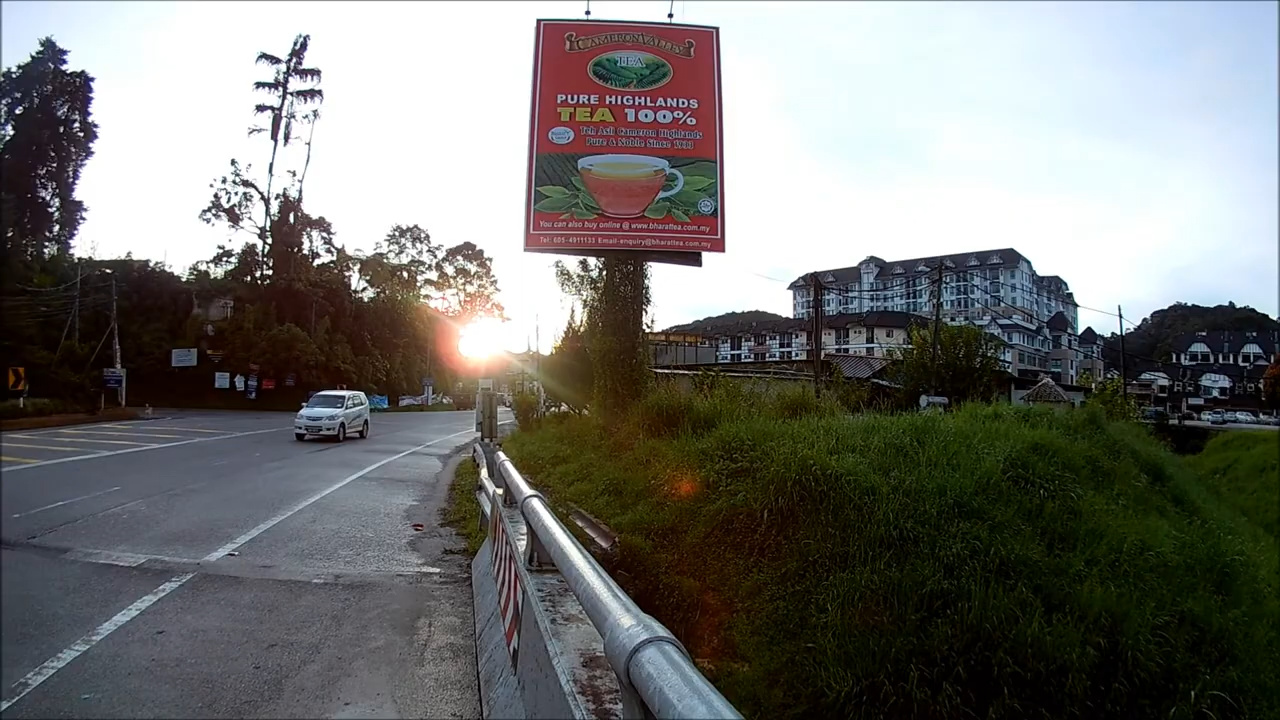 CAMERON VALLEY
TEA
PURE HIGHLANDS
TEA 100%
Teh Asli Cameron Highlands
Pure & Noble Since 1933
You can also buy online @ www.bharattea.com.my
Tel: 605-4911133 Email-enquiry@bharattea.com.my